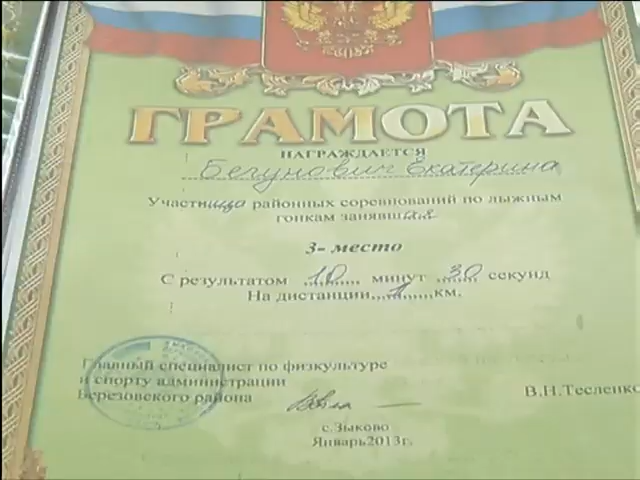 ГРАМОТА
НАГРАЖДАЕТСЯ
Бегунович Екатерина
Участница районных соревнований по лыжным
гонкам занявшая
3- место
С результатом 10 минут 30 секунд
На дистанции 1 км.
Главный специалист по физкультуре
и спорту администрации
Березовского района
В.Н.Тесленко
с.Зыково
Январь2013г.